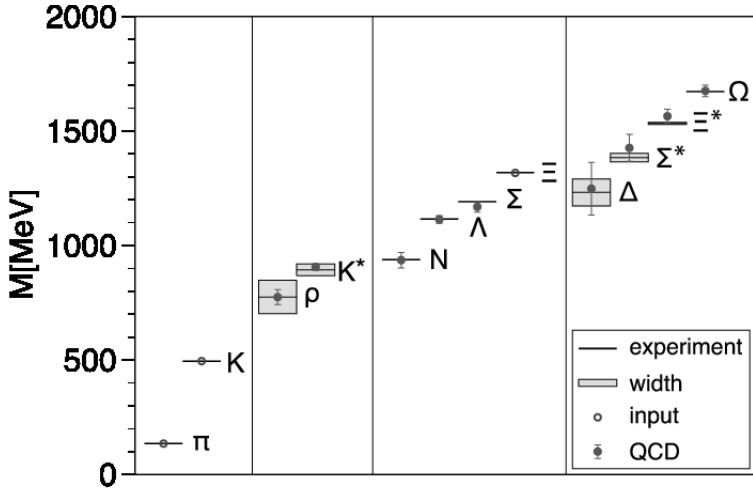 M[MeV]
2000
1500
1000
500
0
π
K
ρ
K*
N
Λ
Σ
Ξ
Δ
Σ*
Ξ*
Ω
experiment
width
input
QCD